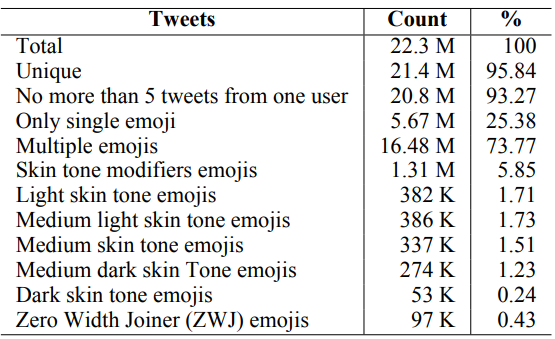 Tweets Count %
Total 22.3 M 100
Unique 21.4 M 95.84
No more than 5 tweets from one user 20.8 M 93.27
Only single emoji 5.67 M 25.38
Multiple emojis 16.48 M 73.77
Skin tone modifiers emojis 1.31 M 5.85
Light skin tone emojis 382 K 1.71
Medium light skin tone emojis 386 K 1.73
Medium skin tone emojis 337 K 1.51
Medium dark skin Tone emojis 274 K 1.23
Dark skin tone emojis 53 K 0.24
Zero Width Joiner (ZWJ) emojis 97 K 0.43